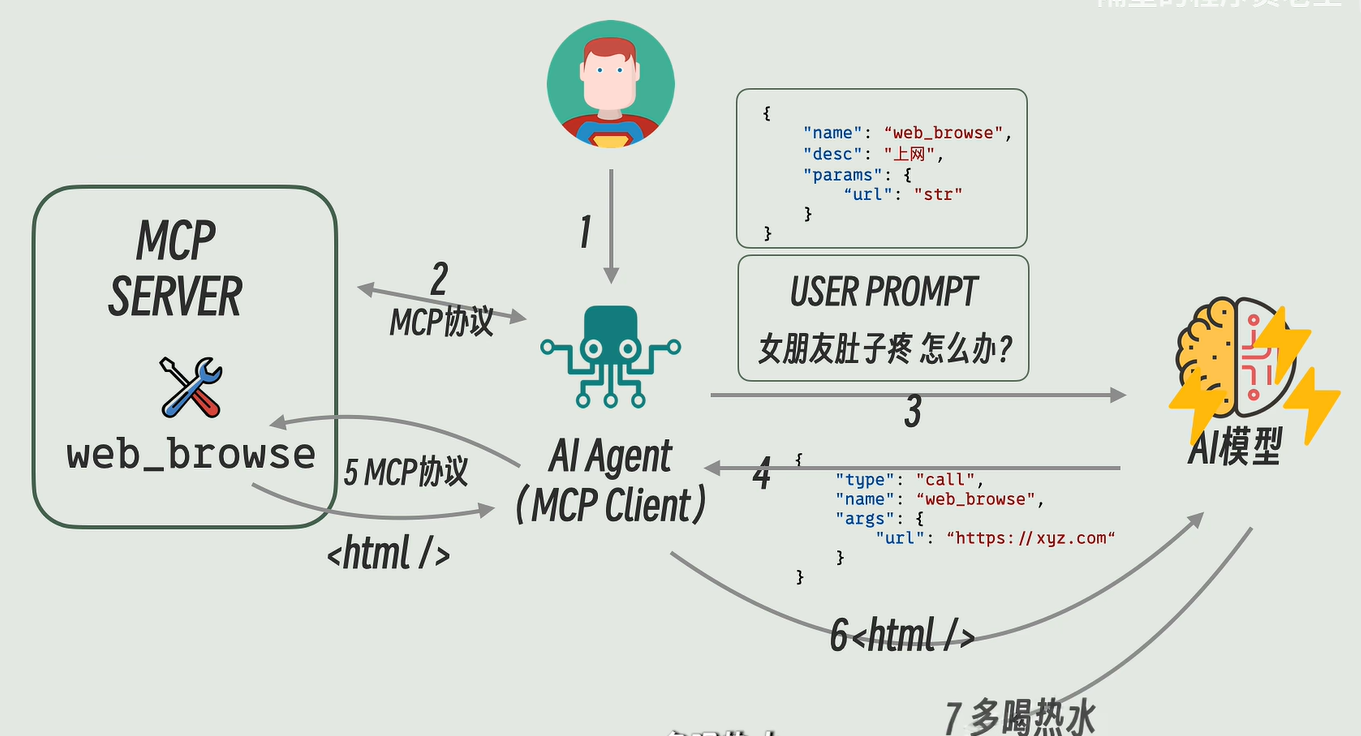 {
"name": “web_browse",
"desc": "上网",
"params": {
“url": "str"
}
}
MCP
SERVER
1
2
MCP协议
USER PROMPT
女朋友肚子疼 怎么办?
3
web_browse
5 MCP协议
AI Agent
(MCP Client)
AI模型
4
{
"type": "call",
"name": “web_browse",
"args": {
"url": “https://xyz.com“
}
}
<html />
6<html />
7 多喝热水